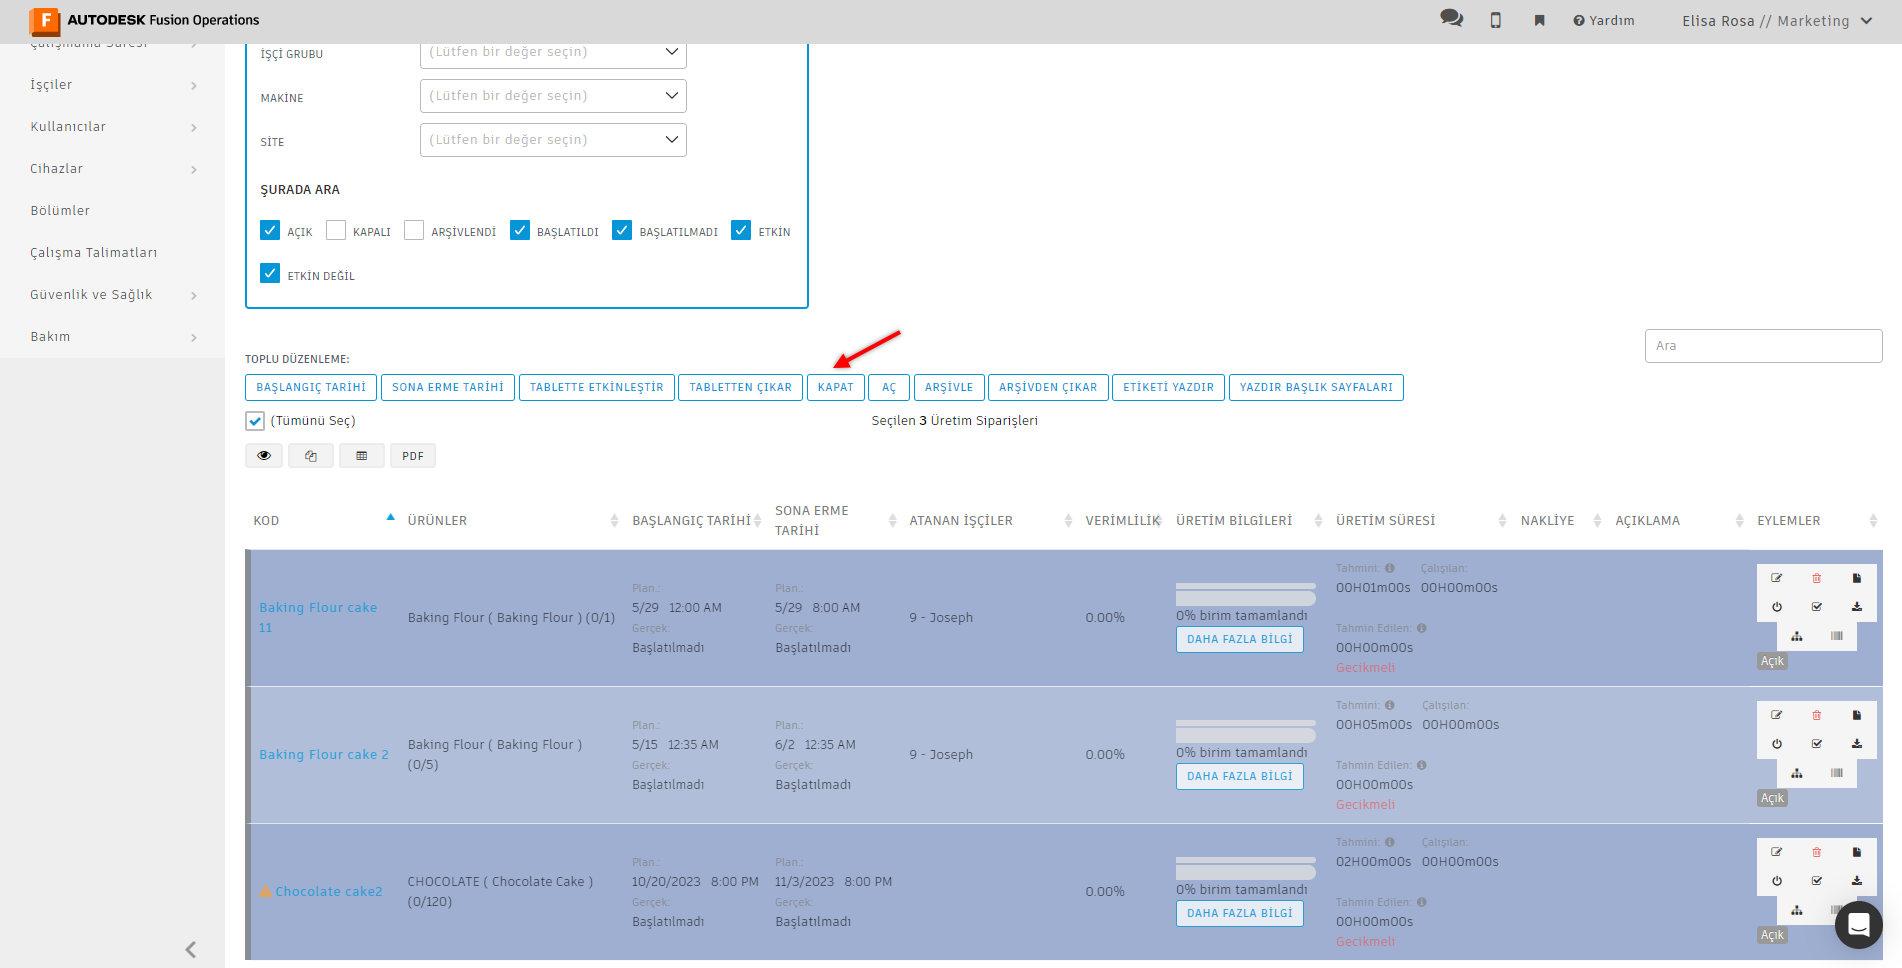 AUTODESK Fusion Operations
Yardım
Elisa Rosa // Marketing
Çalışmama Süresi
İşçiler
Kullanıcılar
Cihazlar
Bölümler
Çalışma Talimatları
Güvenlik ve Sağlık
Bakım
İŞÇİ GRUBU (Lütfen bir değer seçin)
MAKİNE (Lütfen bir değer seçin)
SİTE (Lütfen bir değer seçin)
ŞURADA ARA
AÇIK KAPALI ARŞİVLENDİ BAŞLATILDI BAŞLATILMADI ETKİN
ETKİN DEĞİL
Ara
TOPLU DÜZENLEME:
BAŞLANGIÇ TARİHİ SONA ERME TARİHİ TABLETTE ETKİNLEŞTİR TABLETTEN ÇIKAR KAPAT AÇ ARŞİVLE ARŞİVDEN ÇIKAR ETİKETİ YAZDIR YAZDIR BAŞLIK SAYFALARI
(Tümünü Seç) Seçilen 3 Üretim Siparişleri
PDF
KOD ÜRÜNLER BAŞLANGIÇ TARİHİ SONA ERME TARİHİ ATANAN İŞÇİLER VERİMLİLİK ÜRETİM BİLGİLERİ ÜRETİM SÜRESİ NAKLİYE AÇIKLAMA EYLEMLER
Baking Flour cake
11
Baking Flour ( Baking Flour ) (0/1)
Plan.:
5/29 12:00 AM
Gerçek:
Başlatılmadı
Plan.:
5/29 8:00 AM
Gerçek:
Başlatılmadı
9 - Joseph
0.00%
0% birim tamamlandı
DAHA FAZLA BİLGİ
Tahmini: Çalışılan:
00H01m00s 00H00m00s
Tahmin Edilen:
00H00m00s
Gecikmeli
Açık
Baking Flour cake 2
Baking Flour ( Baking Flour )
(0/5)
Plan.:
5/15 12:35 AM
Gerçek:
Başlatılmadı
Plan.:
6/2 12:35 AM
Gerçek:
Başlatılmadı
9 - Joseph
0.00%
0% birim tamamlandı
DAHA FAZLA BİLGİ
Tahmini: Çalışılan:
00H05m00s 00H00m00s
Tahmin Edilen:
00H00m00s
Gecikmeli
Açık
Chocolate cake2
CHOCOLATE ( Chocolate Cake )
(0/120)
Plan.:
10/20/2023 8:00 PM
Gerçek:
Başlatılmadı
Plan.:
11/3/2023 8:00 PM
Gerçek:
Başlatılmadı
0.00%
0% birim tamamlandı
DAHA FAZLA BİLGİ
Tahmini: Çalışılan:
02H00m00s 00H00m00s
Tahmin Edilen:
00H00m00s
Gecikmeli
Açık